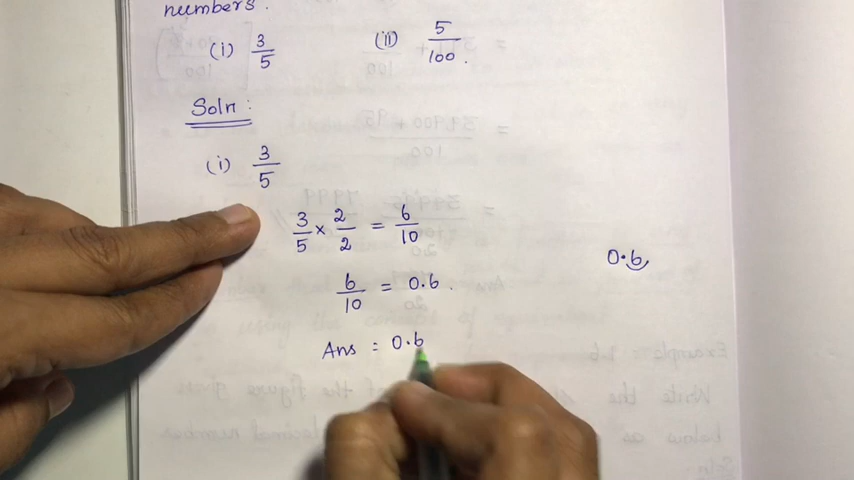 numbers.
(i) 3/5 (ii) 5/100.
Soln:
(i) 3/5
3/5 × 2/2 = 6/10
0.6
6/10 = 0.6.
Ans = 0.6